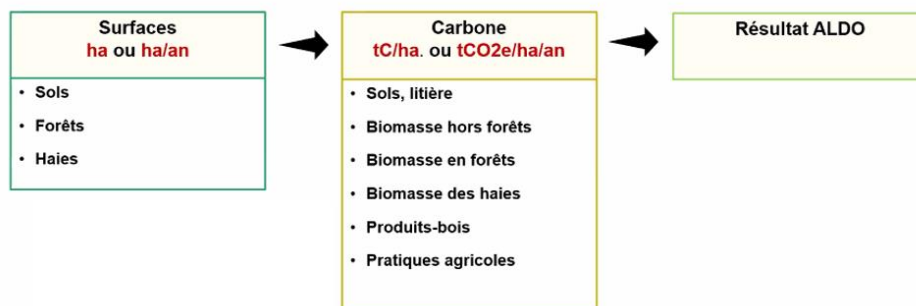 Surfaces
ha ou ha/an
• Sols
• Forêts
• Haies
Carbone
tC/ha. ou tCO2e/ha/an
• Sols, litière
• Biomasse hors forêts
• Biomasse en forêts
• Biomasse des haies
• Produits-bois
• Pratiques agricoles
Résultat ALDO